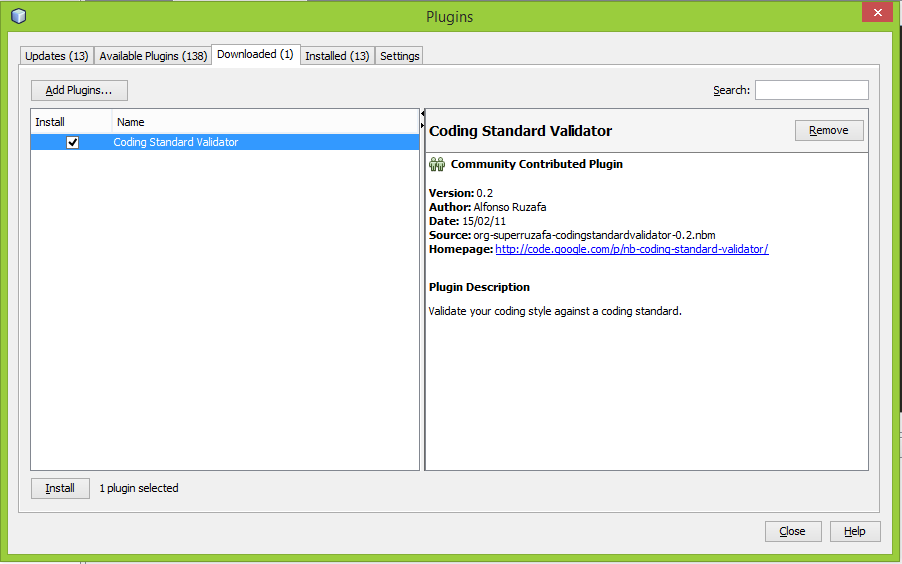 Plugins
Updates (13) Available Plugins (138) Downloaded (1) Installed (13) Settings
Add Plugins... Search:
Install Name
Coding Standard Validator
Coding Standard Validator Remove
Community Contributed Plugin
Version: 0.2
Author: Alfonso Ruzafa
Date: 15/02/11
Source: org-superruzafa-codingstandardvalidator-0.2.nbm
Homepage: http://code.google.com/p/nb-coding-standard-validator/
Plugin Description
Validate your coding style against a coding standard.
Install 1 plugin selected
Close Help